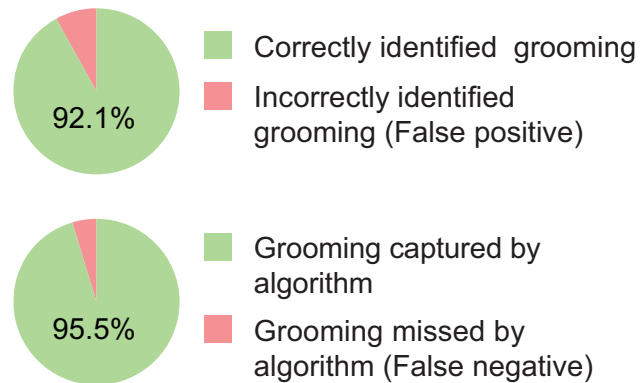 92.1%
Correctly identified  grooming
Incorrectly identified
grooming (False positive)
95.5%
Grooming captured by
algorithm
Grooming missed by
algorithm (False negative)